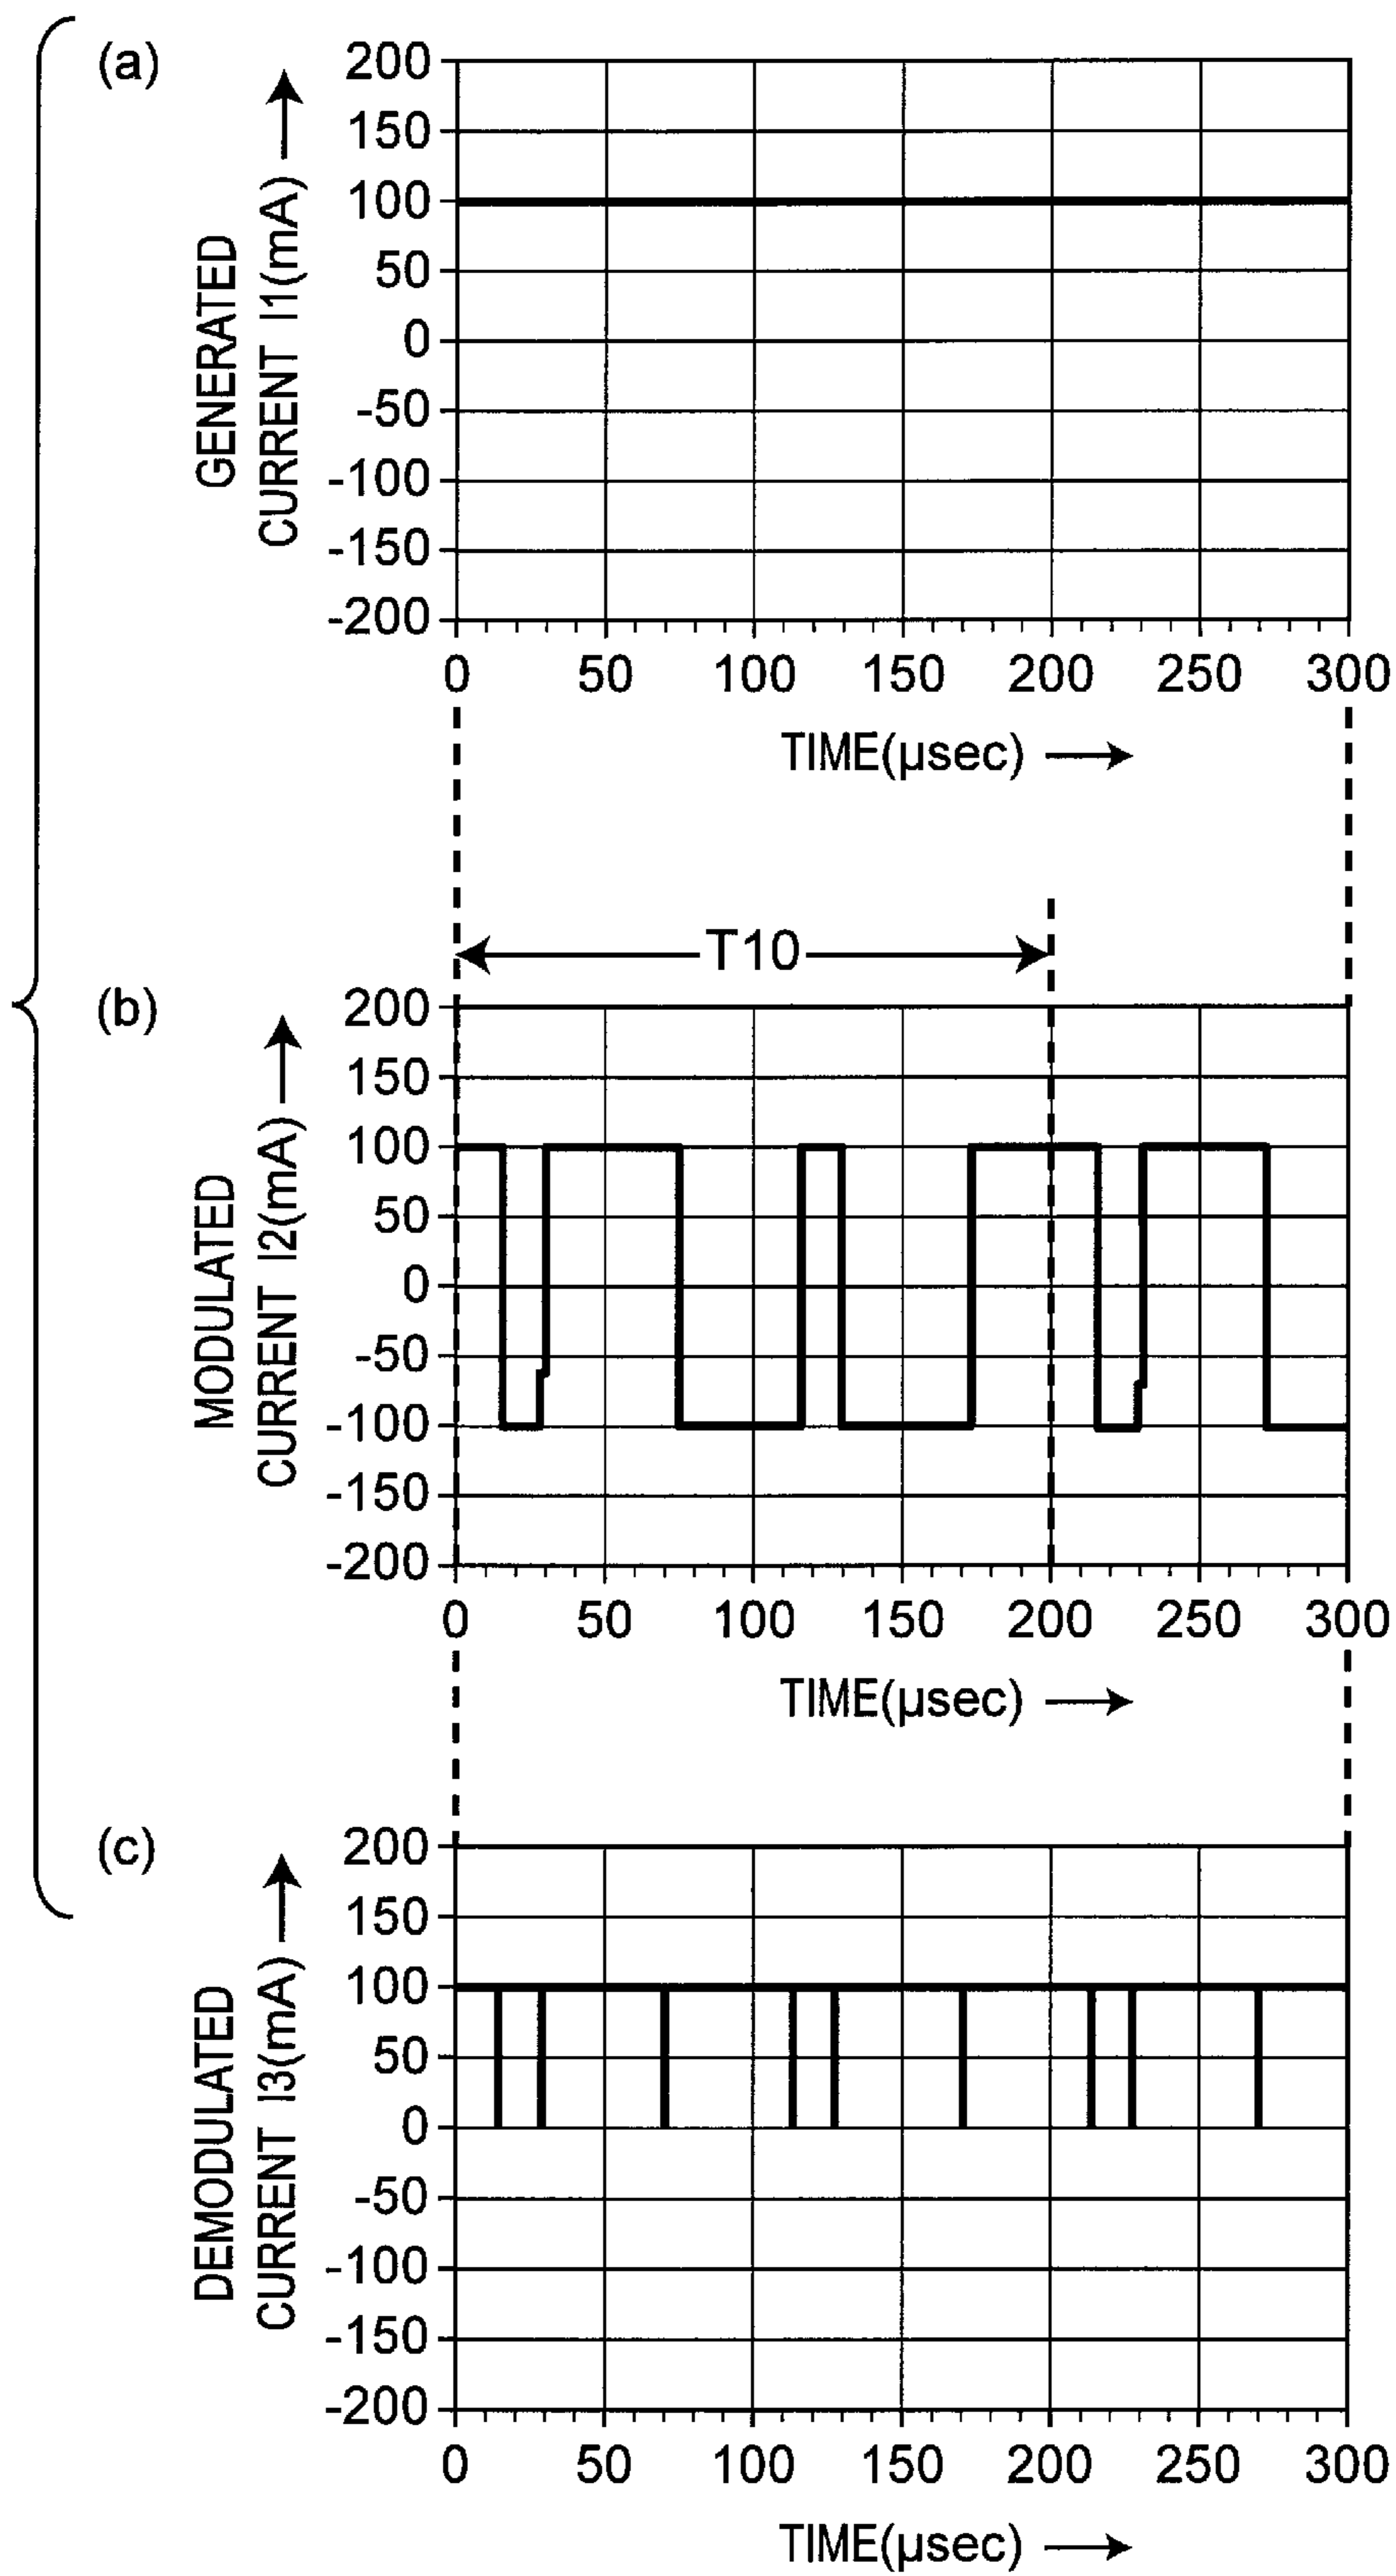 (a)
GENERATED
CURRENT I1(mA)
200
150
100
50
0
-50
-100
-150
-200
0 50 100 150 200 250 300
TIME(µsec)
T10
(b)
MODULATED
CURRENT I2(mA)
200
150
100
50
0
-50
-100
-150
-200
0 50 100 150 200 250 300
TIME(µsec)
(c)
DEMODULATED
CURRENT I3(mA)
200
150
100
50
0
-50
-100
-150
-200
0 50 100 150 200 250 300
TIME(µsec)